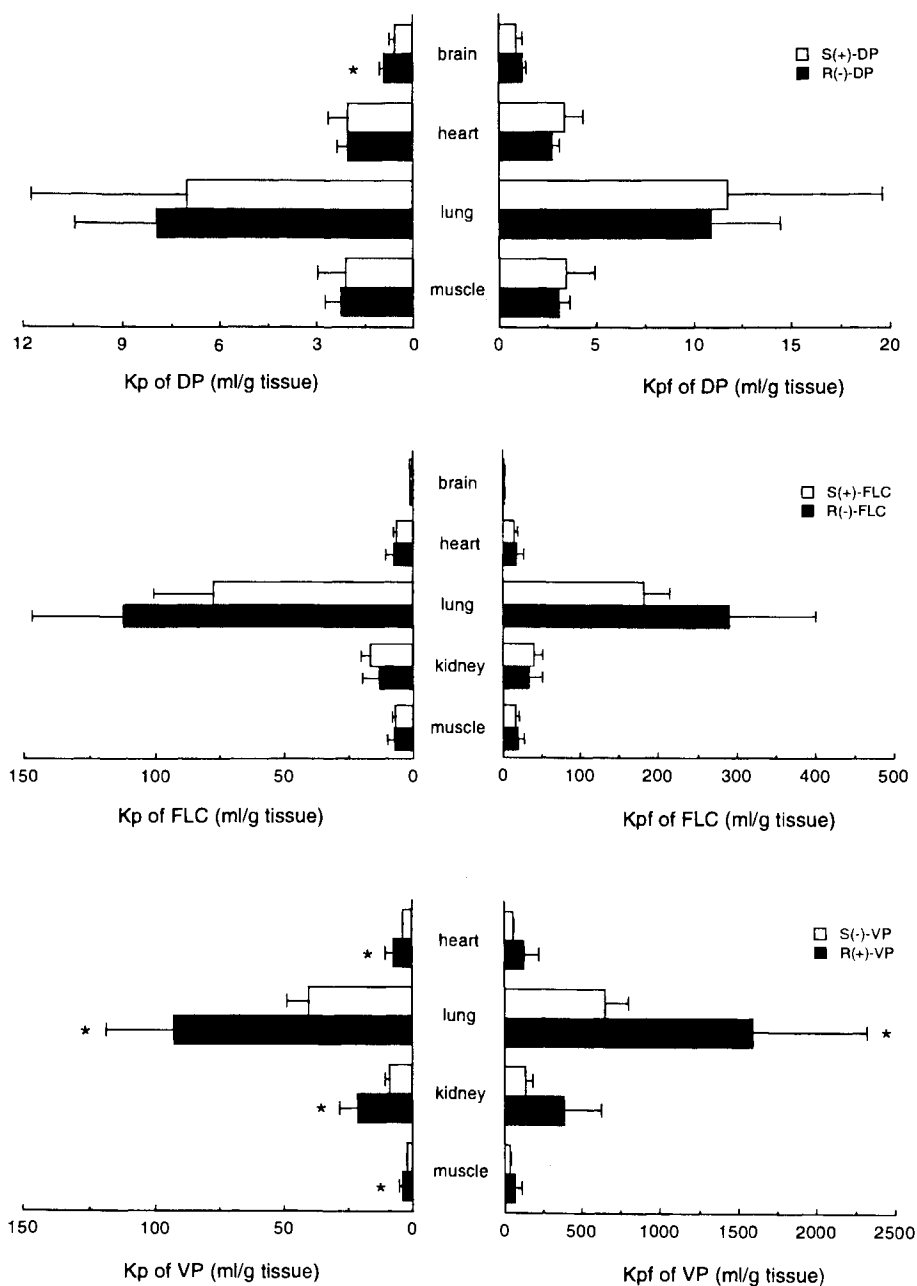 brain
*
heart
lung
muscle
S(+)-DP
R(-)-DP
12 9 6 3 0
0 5 10 15 20
Kp of DP (ml/g tissue)
Kpf of DP (ml/g tissue)
brain
heart
lung
kidney
muscle
S(+)-FLC
R(-)-FLC
150 100 50 0
0 100 200 300 400 500
Kp of FLC (ml/g tissue)
Kpf of FLC (ml/g tissue)
heart
*
lung
*
*
kidney
*
muscle
*
S(-)-VP
R(+)-VP
150 100 50 0
0 500 1000 1500 2000 2500
Kp of VP (ml/g tissue)
Kpf of VP (ml/g tissue)